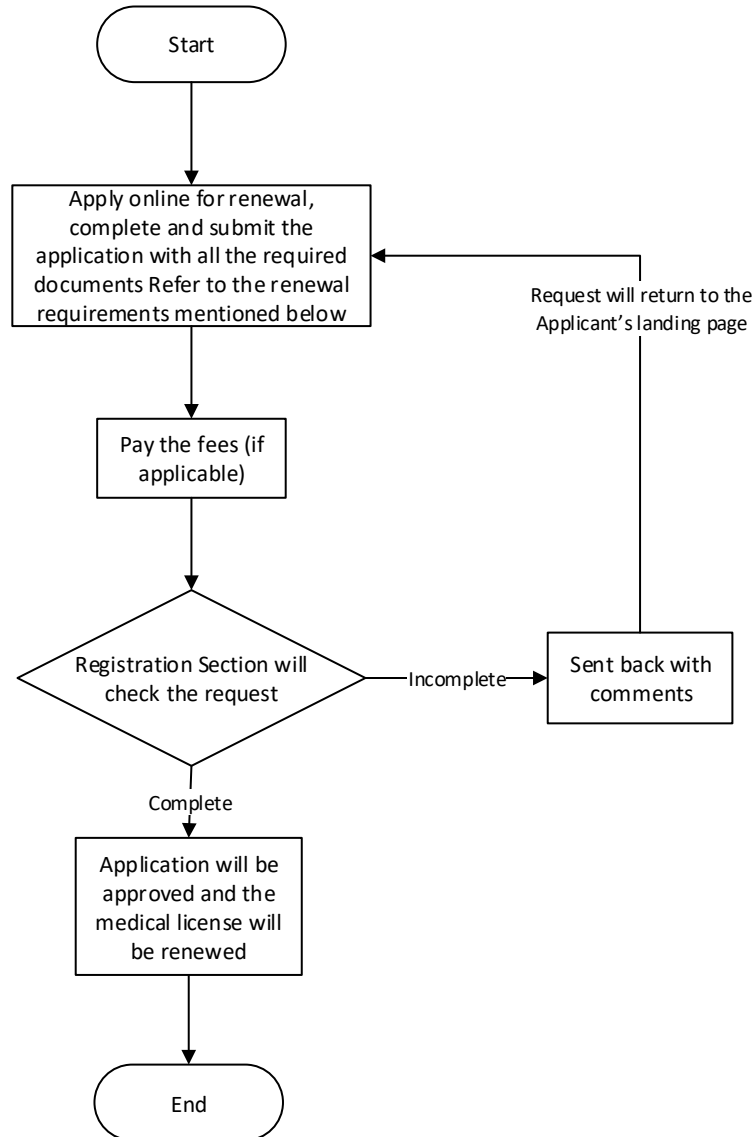 Start
Apply online for renewal,
complete and submit the
application with all the required
documents Refer to the renewal
requirements mentioned below
Request will return to the
Applicant’s landing page
Pay the fees (if
applicable)
Registration Section will
check the request
Incomplete
Sent back with
comments
Complete
Application will be
approved and the
medical license will
be renewed
End